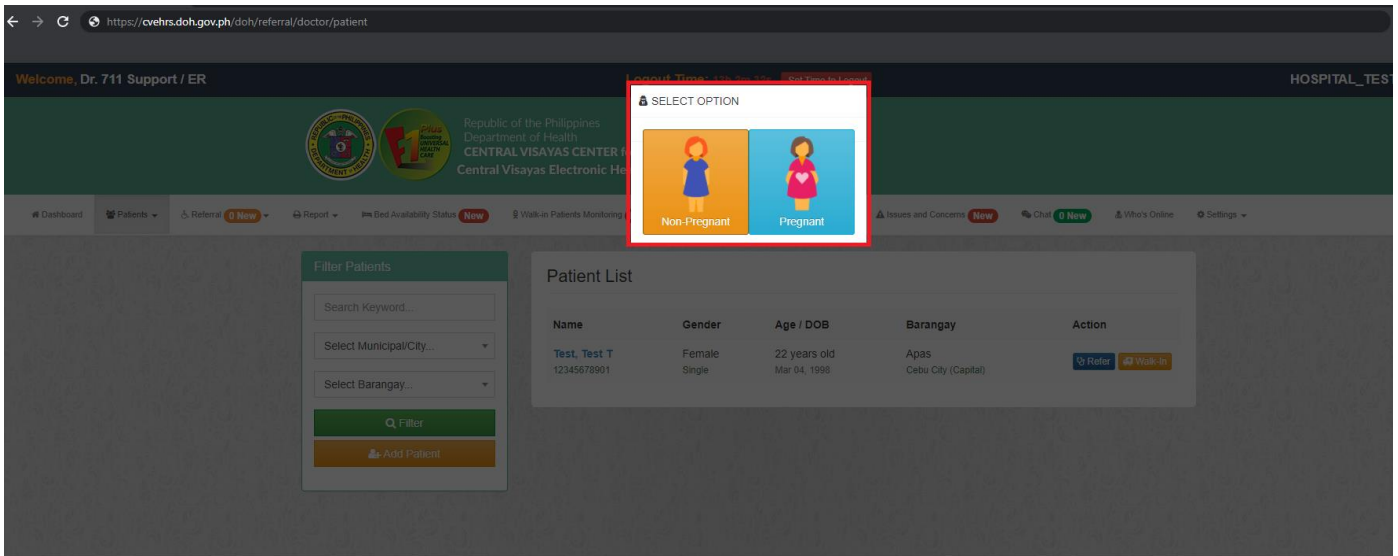 https://cvehrs.doh.gov.ph/doh/referral/doctor/patient
Welcome, Dr. 711 Support / ER
Logout Time:
Set Time to Logout
HOSPITAL_TEST
SELECT OPTION
Non-Pregnant
Pregnant
Republic of the Philippines
Department of Health
CENTRAL VISAYAS CENTER
Central Visayas Electronic
Dashboard
Patients
Referral 0 New
Report
Bed Availability Status New
Walk-in Patients Monitoring
Issues and Concerns New
Chat 0 New
Who's Online
Settings
Filter Patients
Search Keyword...
Select Municipal/City...
Select Barangay...
Filter
Add Patient
Patient List
Name Gender Age / DOB Barangay Action
Test, Test T Female 22 years old Apas Refer Walk-In
12345678901 Single Mar 04, 1998 Cebu City (Capital)